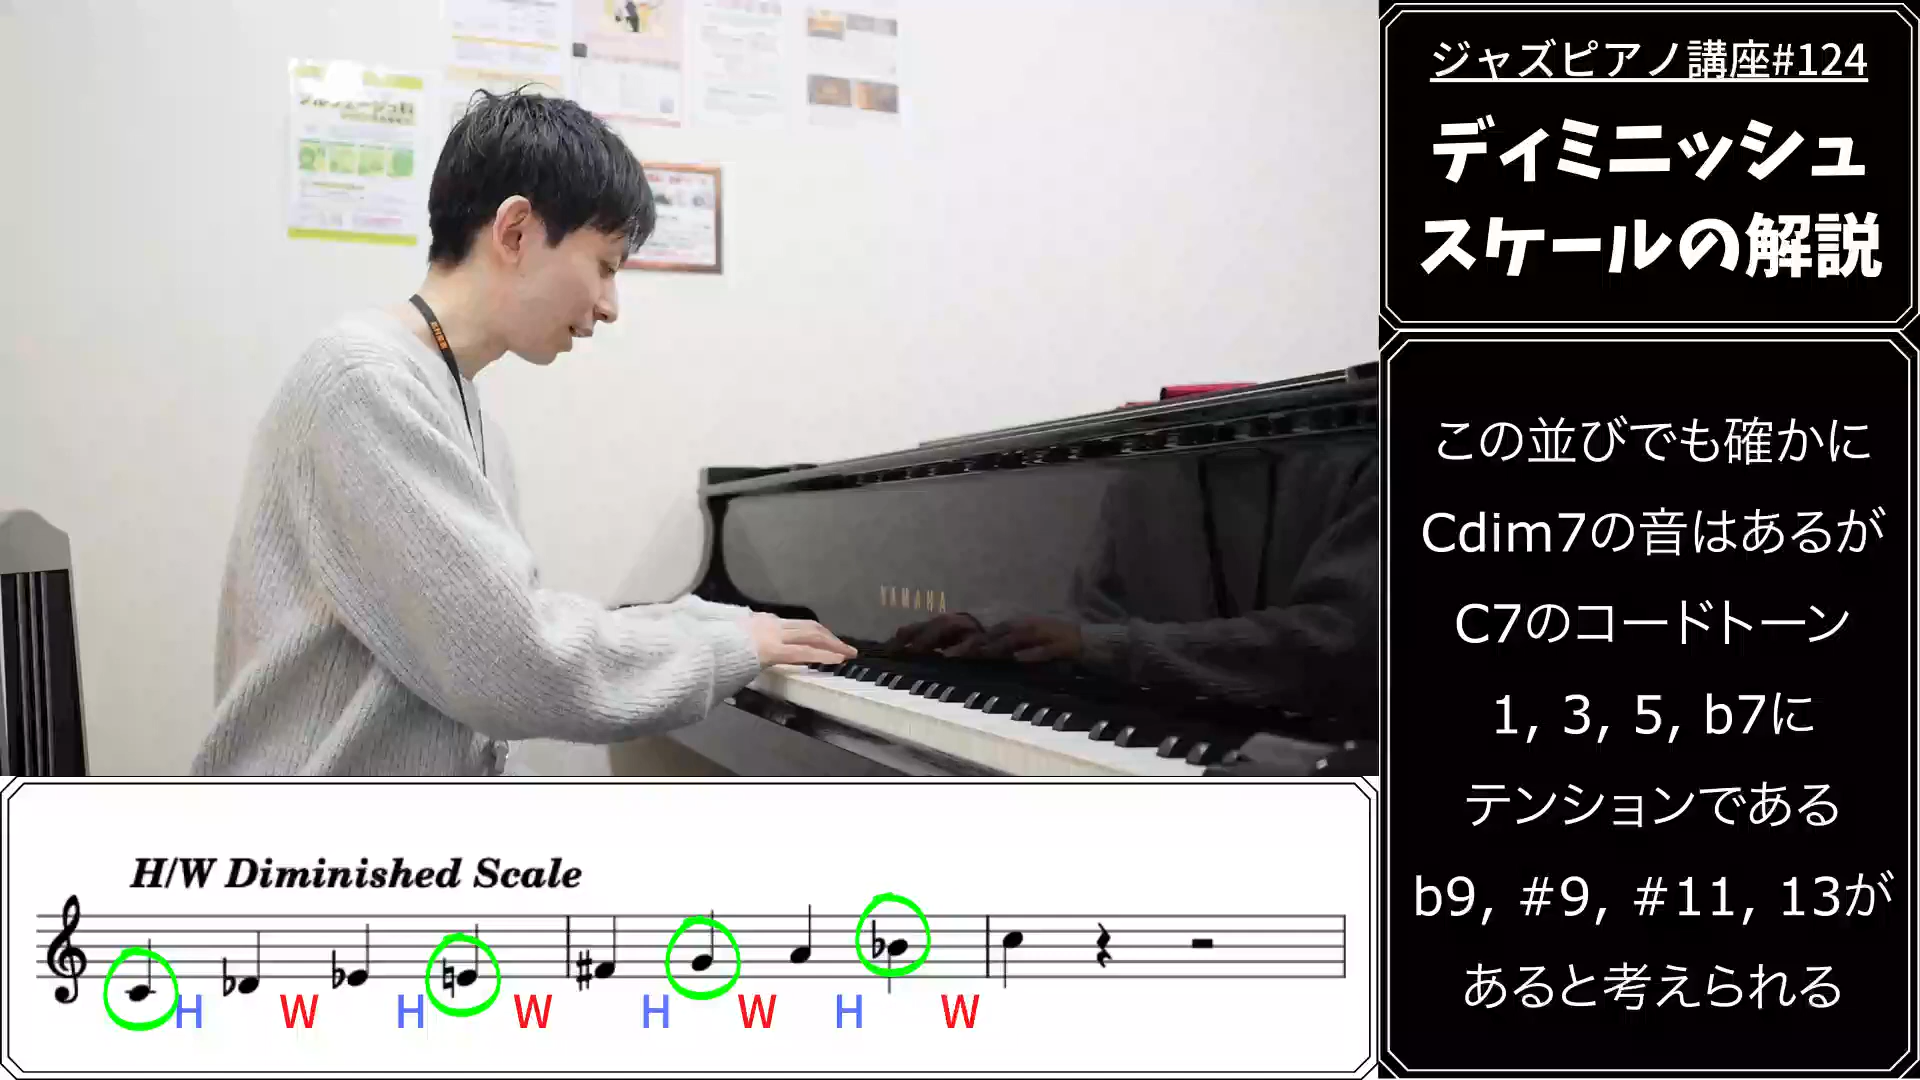 ジャズピアノ講座#124
ディミニッシュ
スケールの解説
この並びでも確かに
Cdim7の音はあるが
C7のコードトーン
1, 3, 5, b7に
テンションである
b9, #9, #11, 13が
あると考えられる
YAMAHA
H/W Diminished Scale
H W H W H W H W